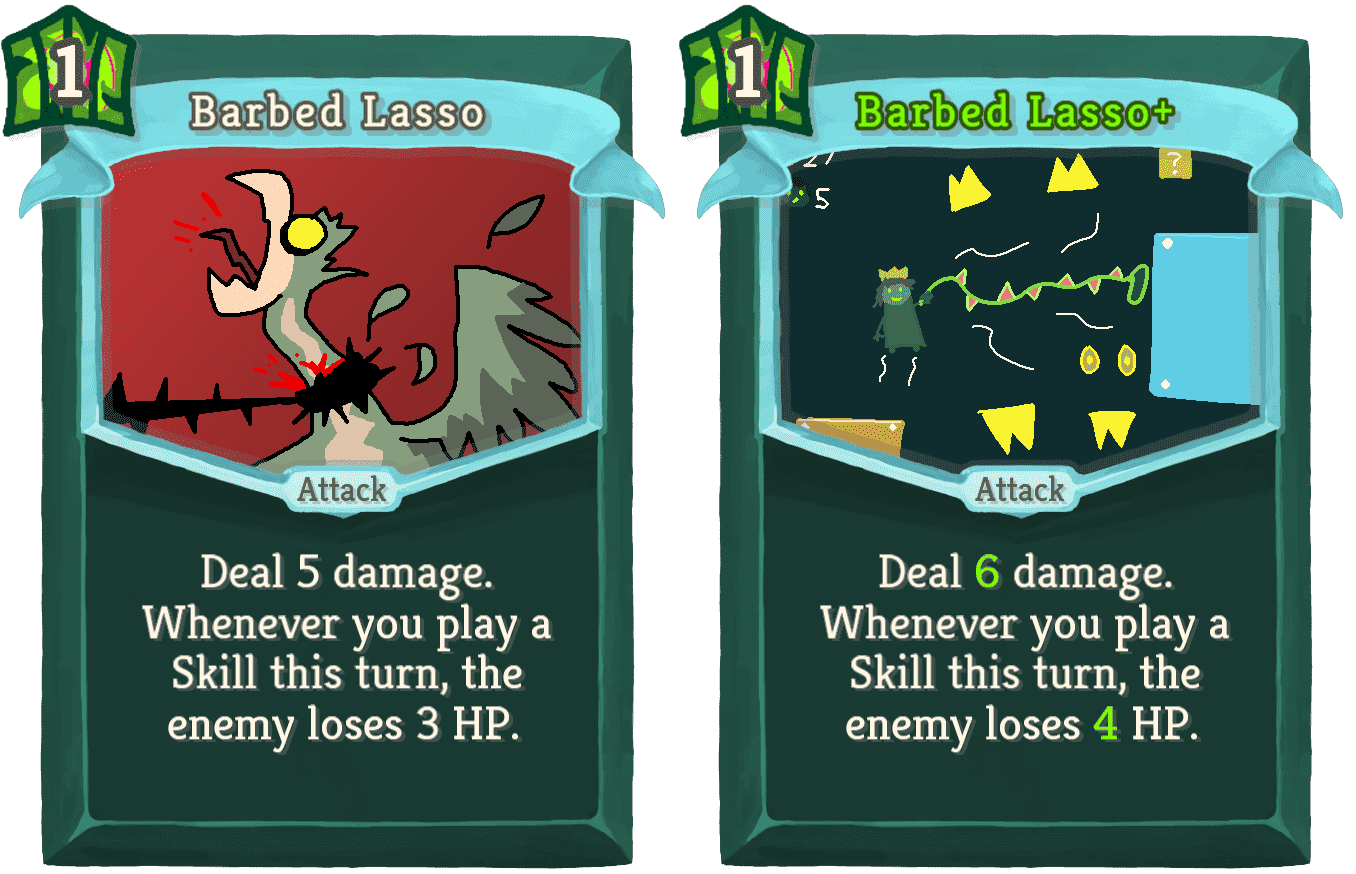 1
Barbed Lasso
Attack
Deal 5 damage.
Whenever you play a
Skill this turn, the
enemy loses 3 HP.
1
Barbed Lasso+
?
5
Attack
Deal 6 damage.
Whenever you play a
Skill this turn, the
enemy loses 4 HP.